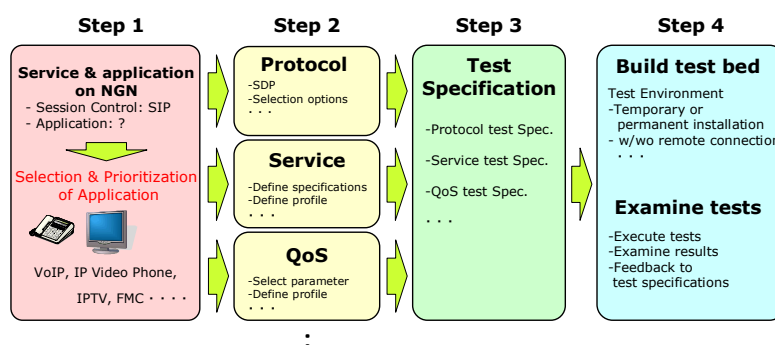 Step 1
Step 2
Step 3
Step 4
Service & application
on NGN
- Session Control: SIP
- Application: ?
Selection & Prioritization
of Application
VoIP, IP Video Phone,
IPTV, FMC・・・・
Protocol
-SDP
-Selection options
・・・
Service
-Define specifications
-Define profile
・・・
QoS
-Select parameter
-Define profile
・・・
Test
Specification
-Protocol test Spec.
-Service test Spec.
-QoS test Spec.
・・・
Build test bed
Test Environment
-Temporary or
permanent installation
- w/wo remote connection
・・・
Examine tests
-Execute tests
-Examine results
-Feedback to
test specifications